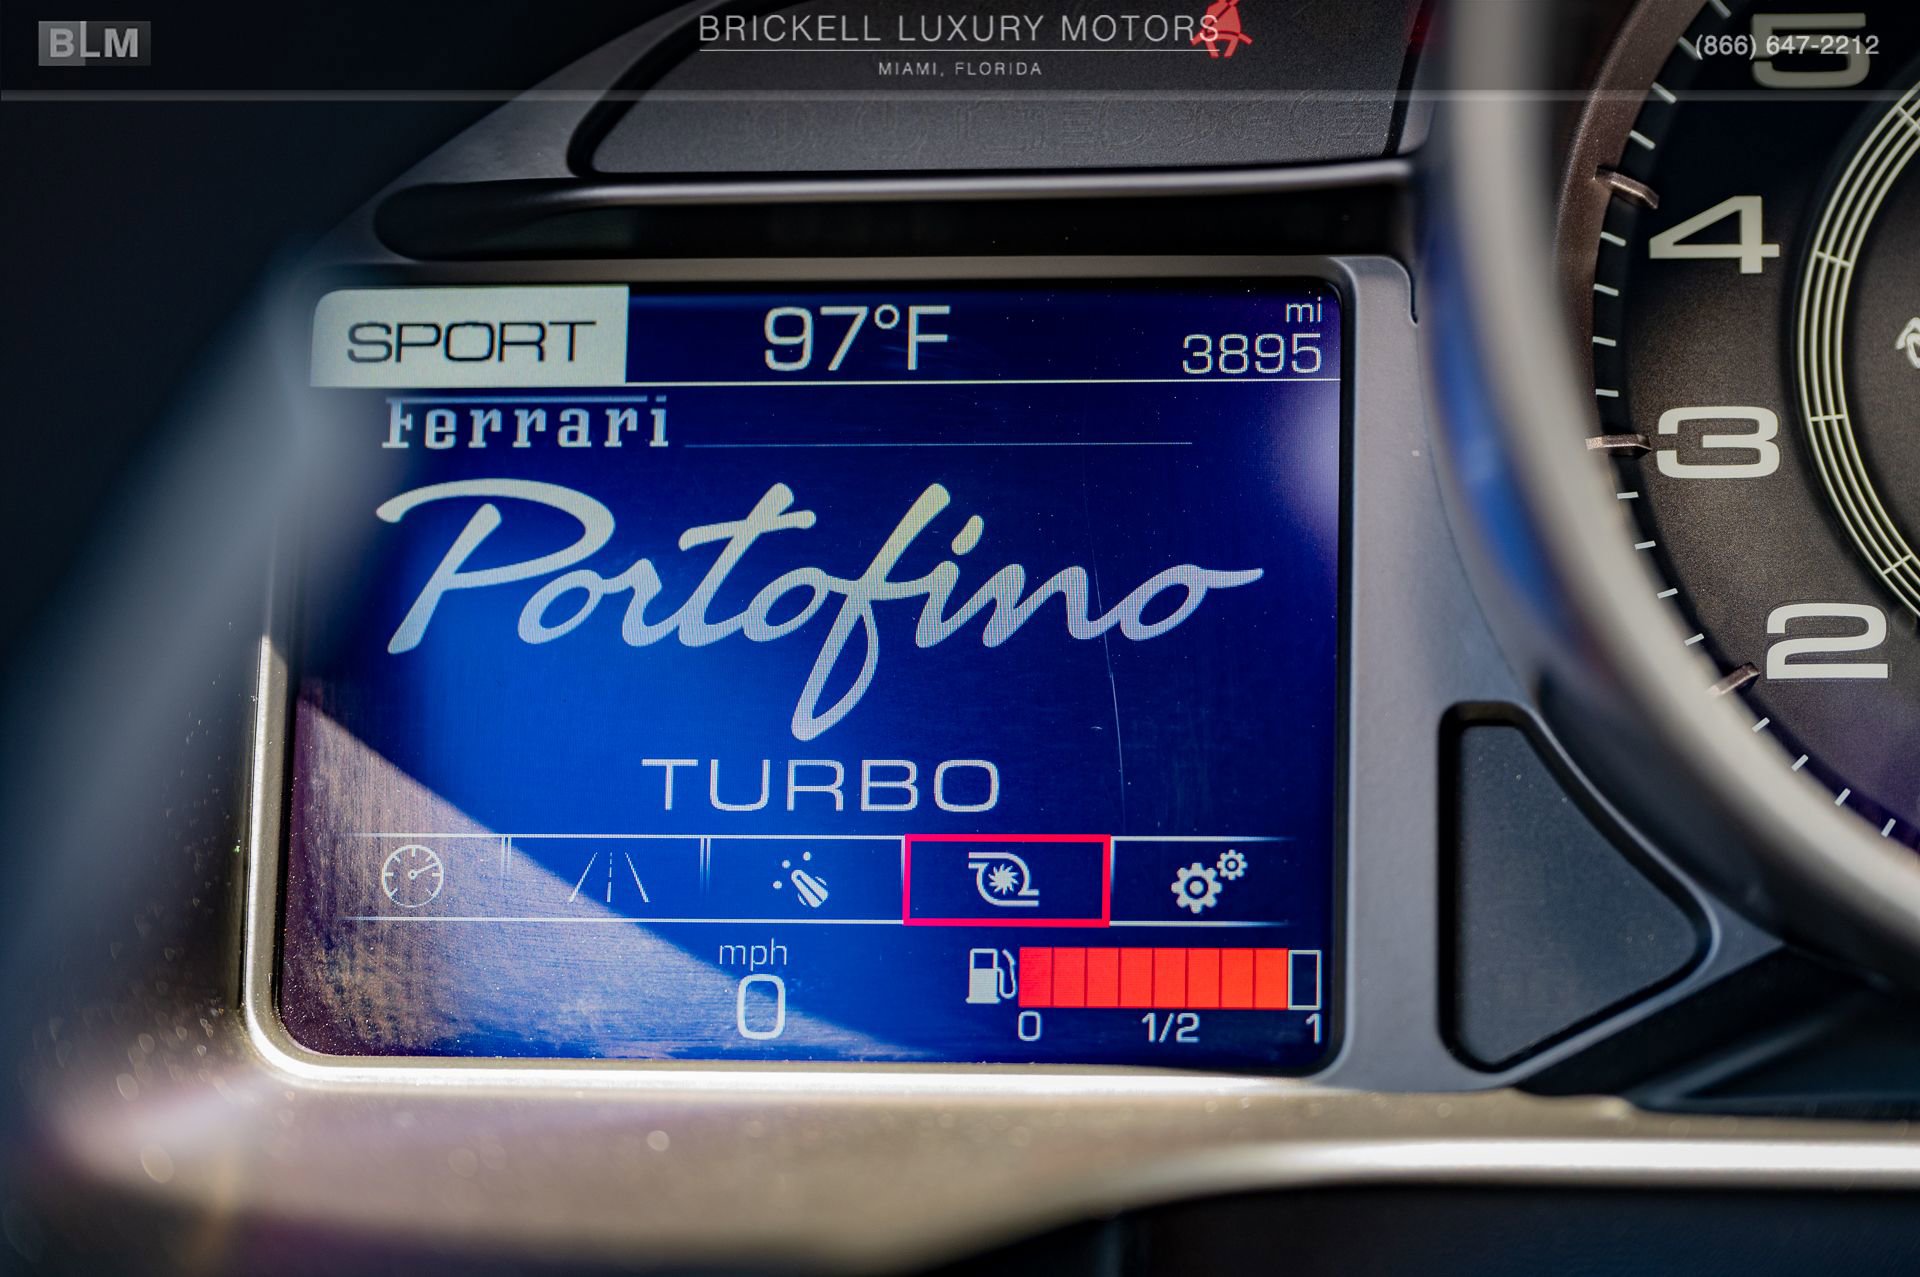 BLM
BRICKELL LUXURY MOTORS
MIAMI, FLORIDA
(866) 647-2212
5
4
3
2
SPORT
97°F
mi
3895
Ferrari
Portofino
TURBO
mph
0
0 1/2 1